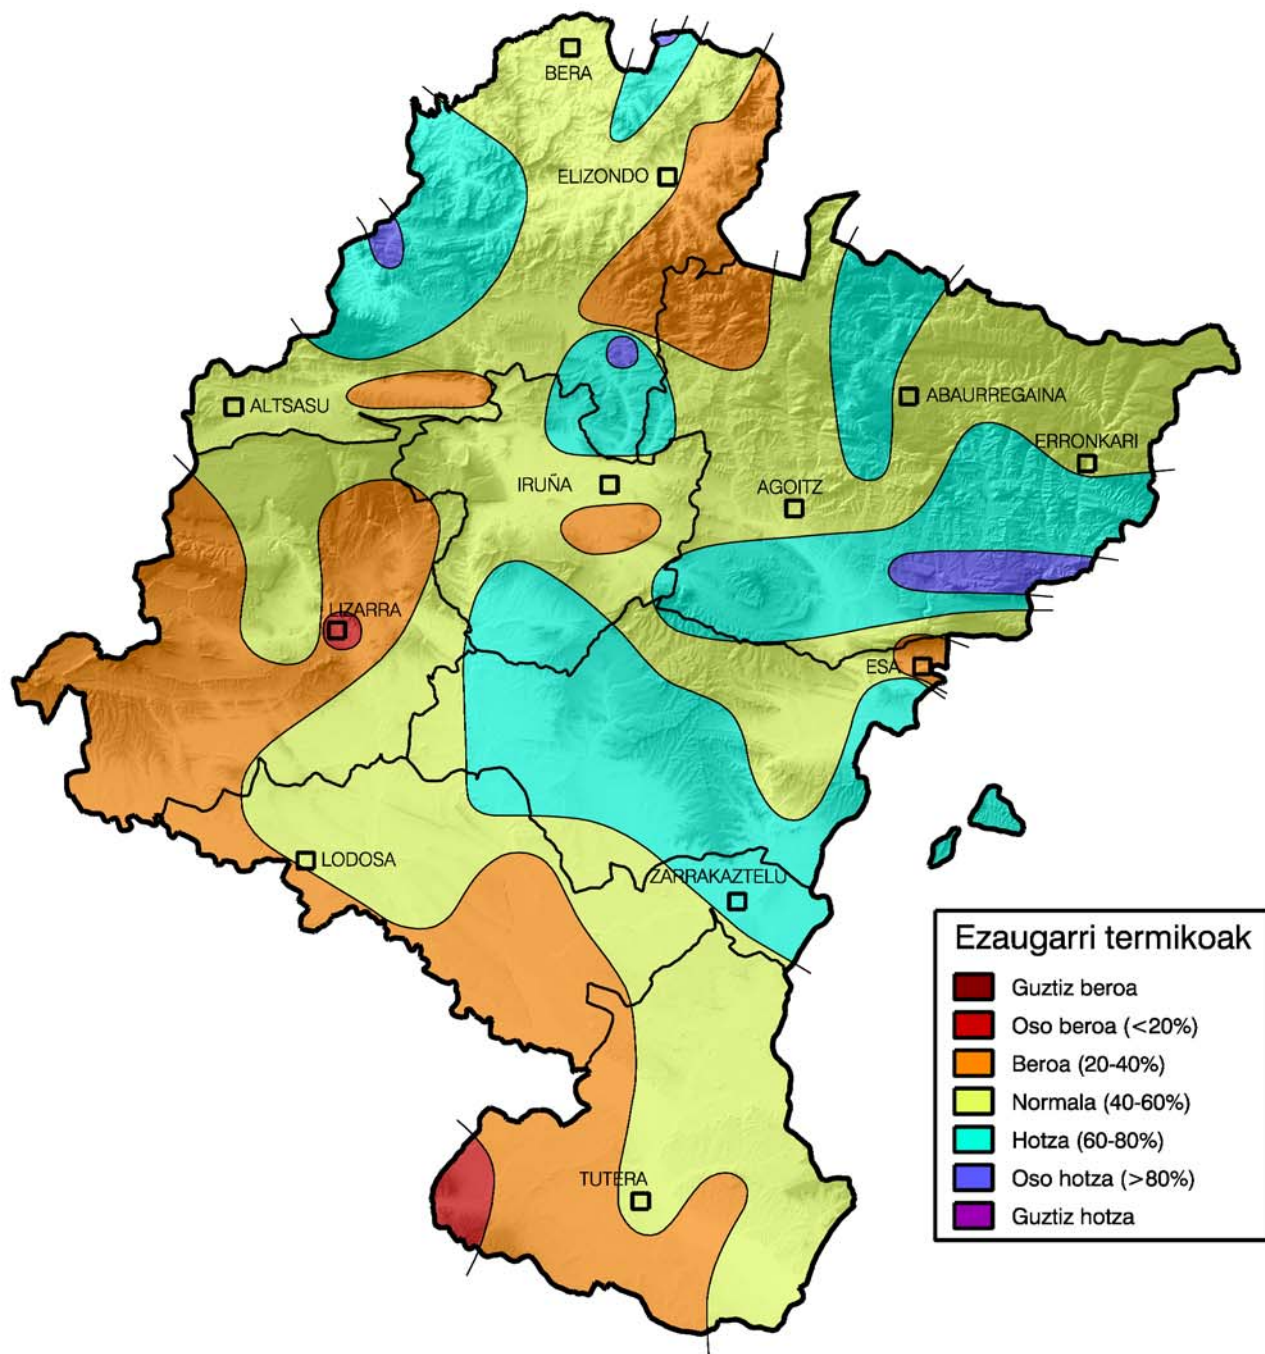 BERA
ELIZONDO
ALTSASU
ABAURREGAINA
ERRONKARI
IRUÑA
AGOITZ
LIZARRA
ESA
LODOSA
ZARRAKAZTELU
TUTERA
Ezaugarri termikoak
Guztiz beroa
Oso beroa (<20%)
Beroa (20-40%)
Normala (40-60%)
Hotza (60-80%)
Oso hotza (>80%)
Guztiz hotza